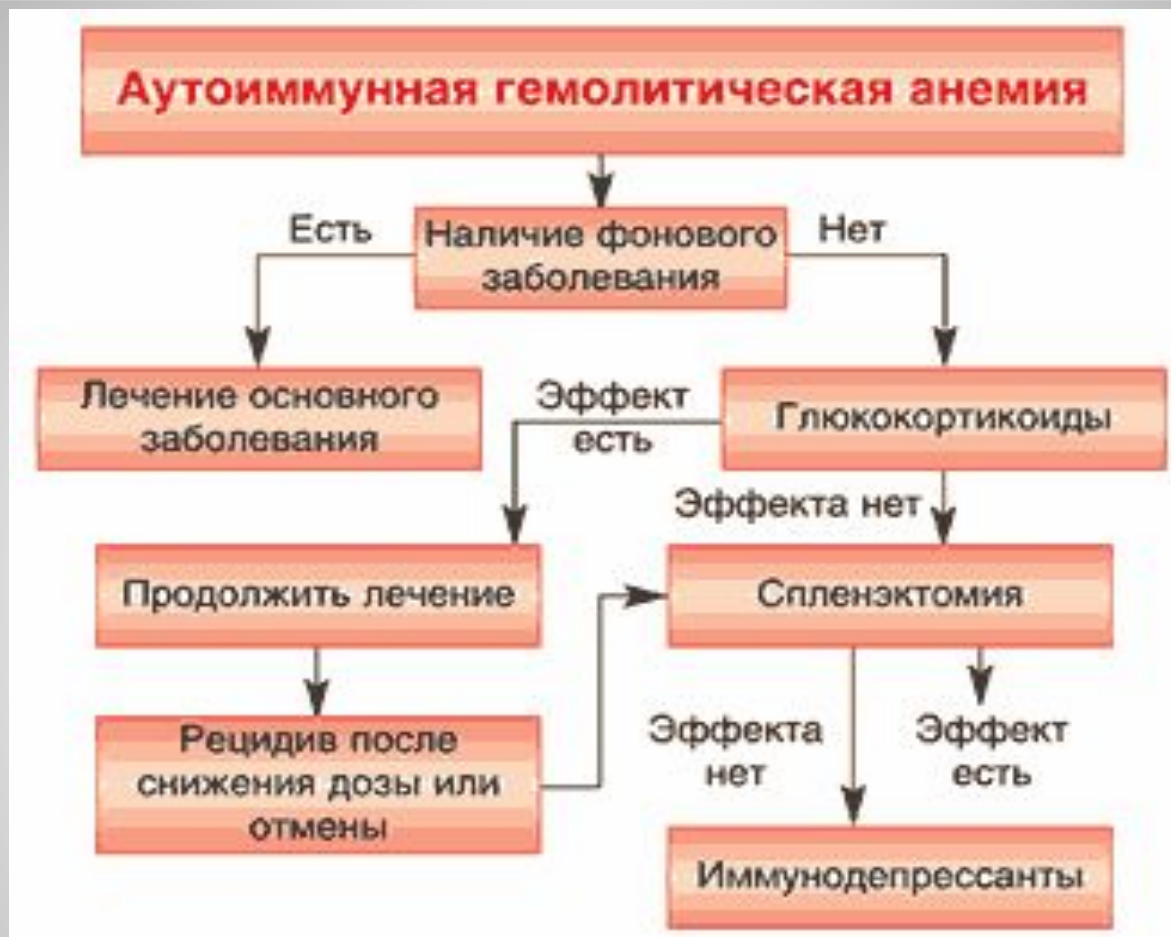 Аутоиммунная гемолитическая анемия
Есть
Наличие фонового
заболевания
Нет
Лечение основного
заболевания
Эффект
есть
Глюкокортикоиды
Эффекта нет
Продолжить лечение
Спленэктомия
Рецидив после
снижения дозы или
отмены
Эффекта
нет
Эффект
есть
Иммунодепрессанты